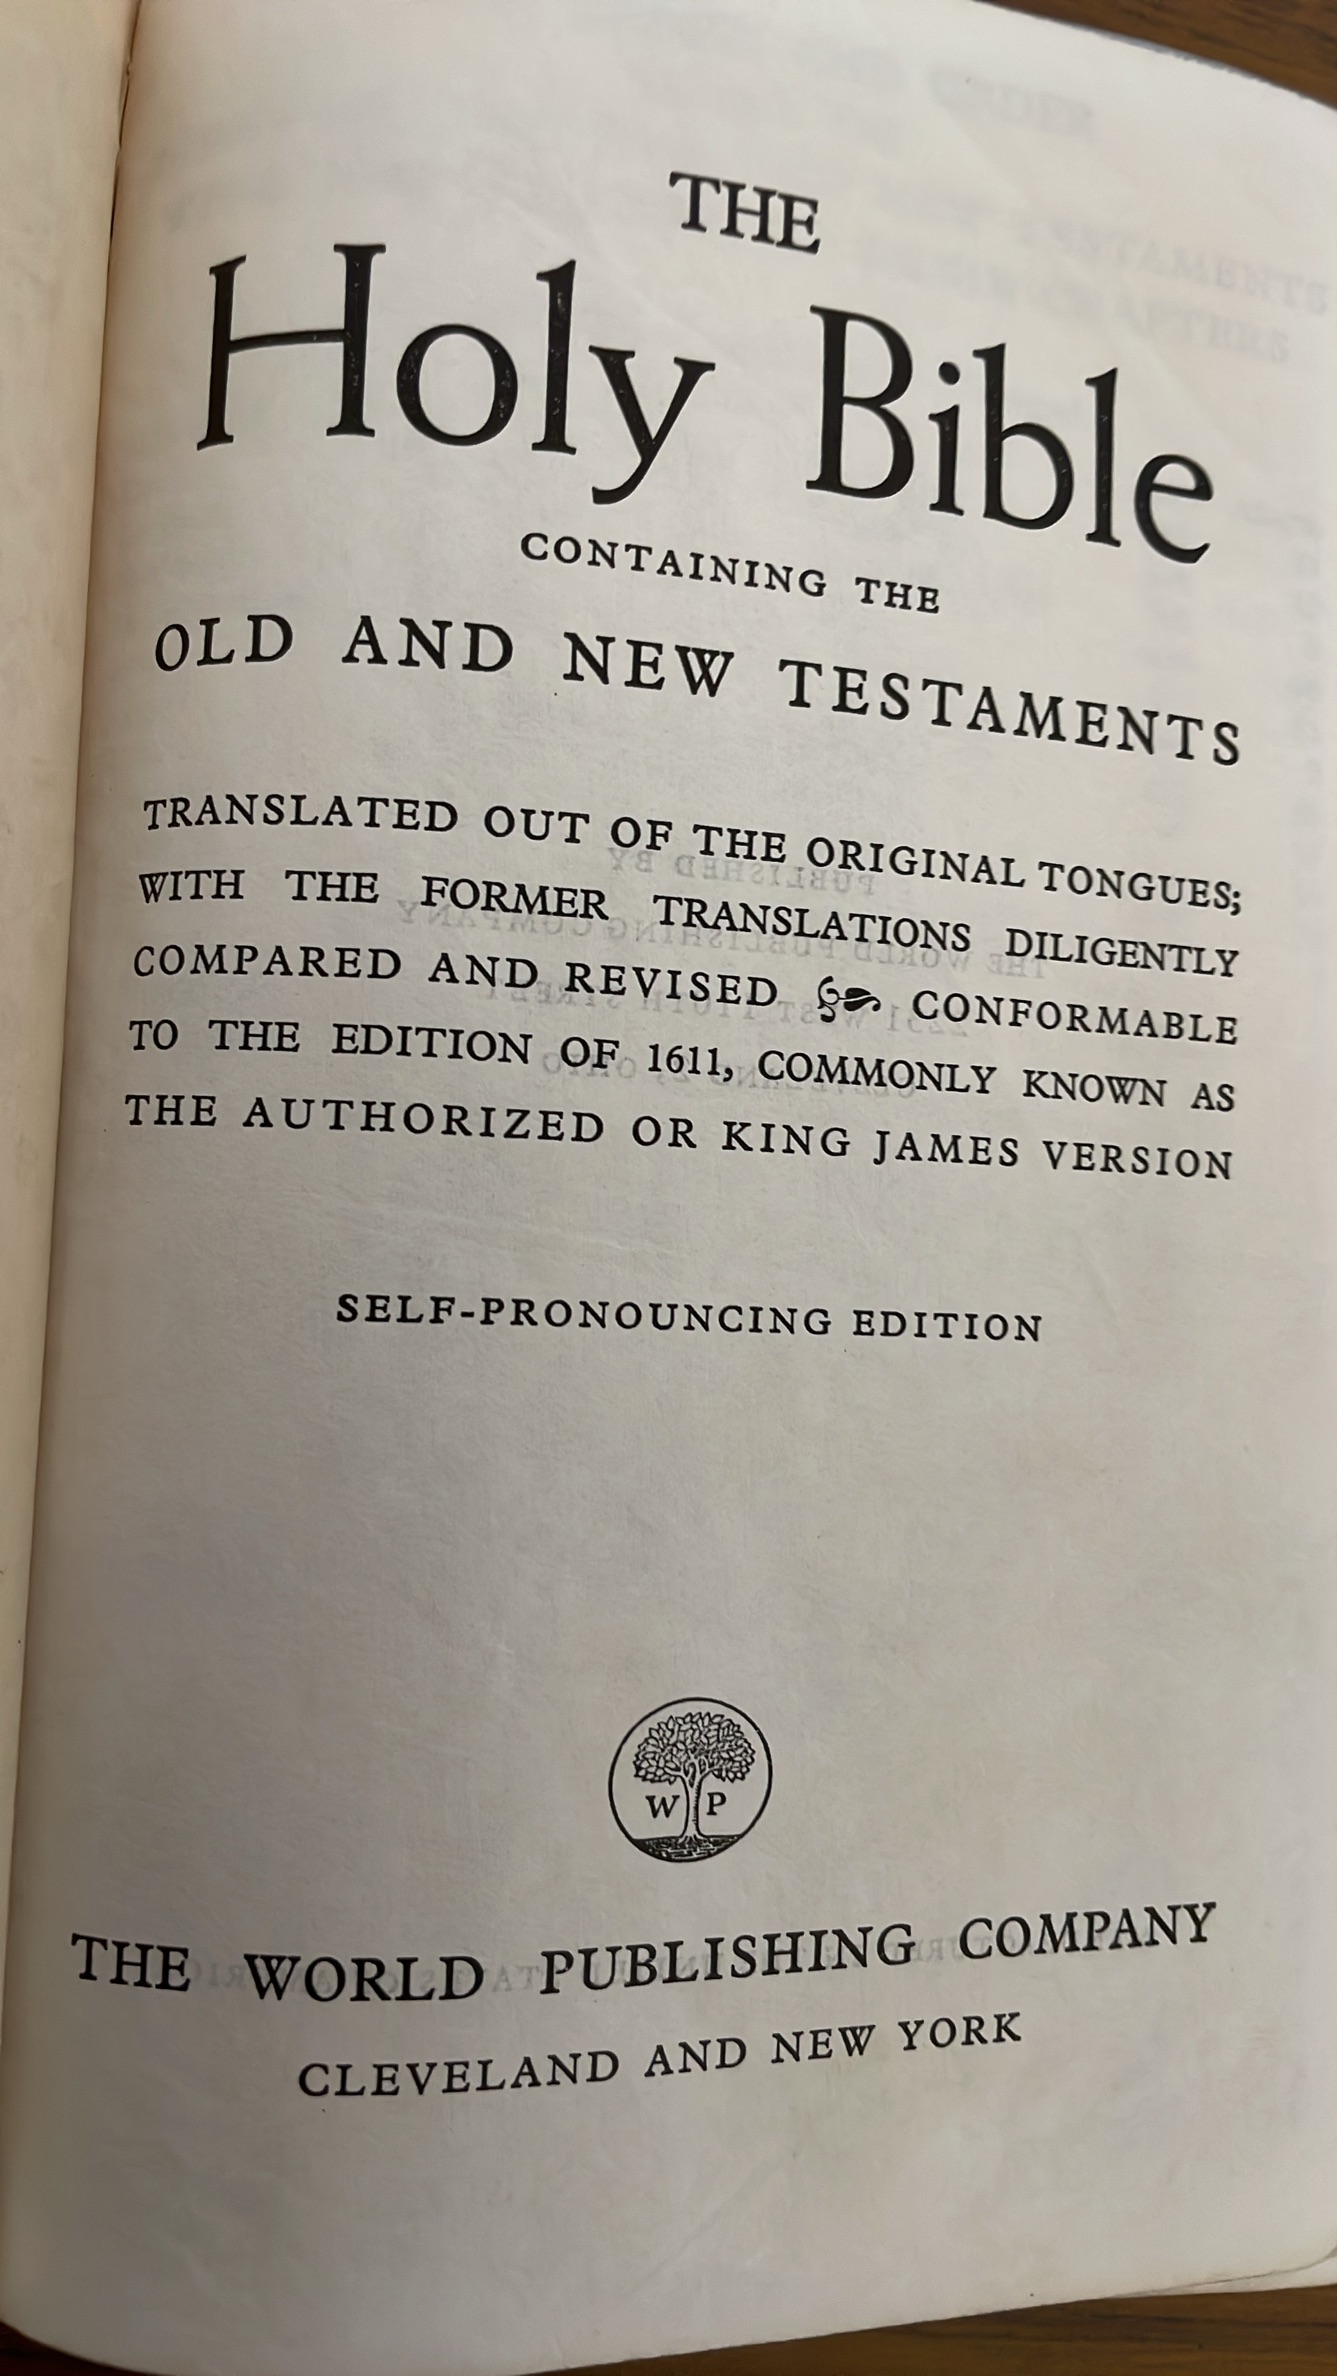 THE
Holy Bible
CONTAINING THE
OLD AND NEW TESTAMENTS
TRANSLATED OUT OF THE ORIGINAL TONGUES;
WITH THE FORMER TRANSLATIONS DILIGENTLY
COMPARED AND REVISED ❧ CONFORMABLE
TO THE EDITION OF 1611, COMMONLY KNOWN AS
THE AUTHORIZED OR KING JAMES VERSION
SELF-PRONOUNCING EDITION
W P
THE WORLD PUBLISHING COMPANY
CLEVELAND AND NEW YORK